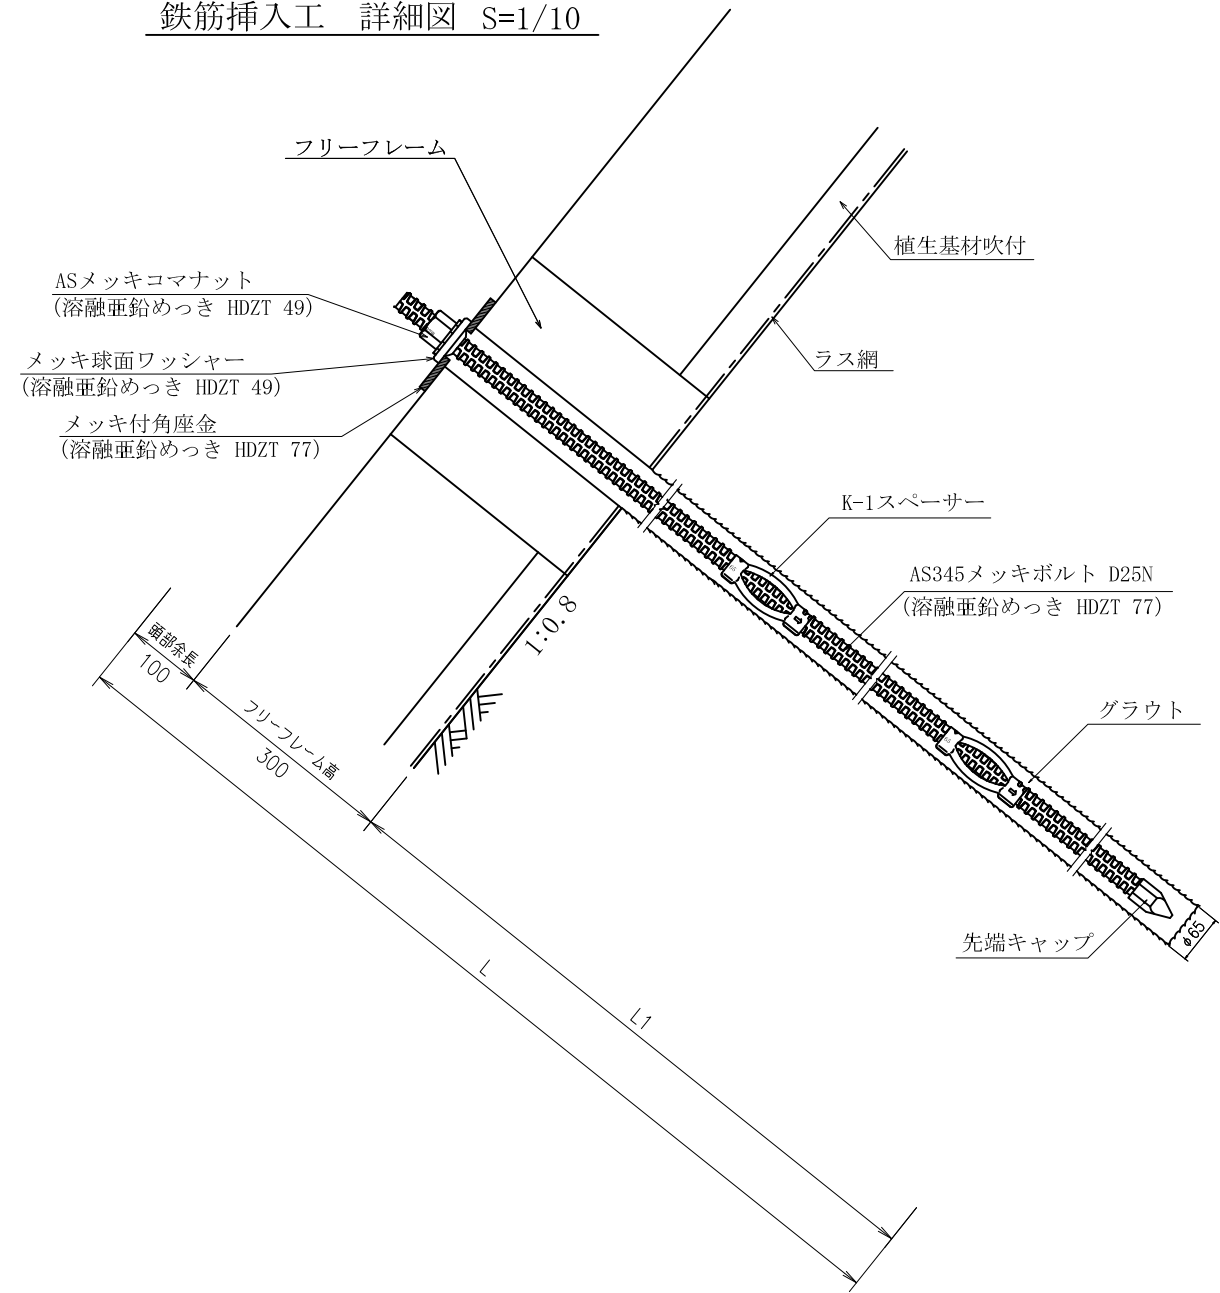 鉄筋挿入工　詳細図 S=1/10
フリーフレーム
植生基材吹付
ASメッキコマナット
(溶融亜鉛めっき HDZT 49)
ラス網
メッキ球面ワッシャー
(溶融亜鉛めっき HDZT 49)
メッキ付角座金
(溶融亜鉛めっき HDZT 77)
K-1スペーサー
AS345メッキボルト D25N
(溶融亜鉛めっき HDZT 77)
1:0.8
頭部余長
100
フリーフレーム高
300
グラウト
先端キャップ
φ65
L
L1